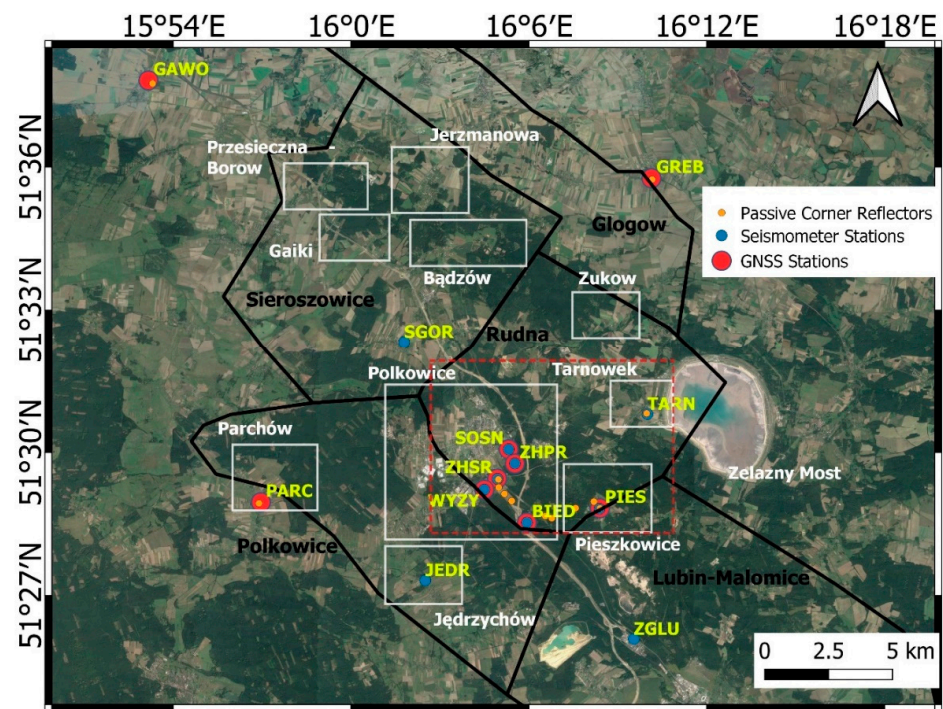 15°54′E 16°0′E 16°6′E 16°12′E 16°18′E
51°36′N
51°33′N
51°30′N
51°27′N
GAWO
Jerzmanowa
Przesieczna
Borow
GREB
Passive Corner Reflectors
Seismometer Stations
GNSS Stations
Glogow
Gaiki
Bądzów
Zukow
Sieroszowice
SGOR
Rudna
Polkowice
Tarnowek
TARN
Parchów
SOSN
ZHPR
ZHSR
Zelazny Most
PARC
WYZY
PIES
BIED
Polkowice
Pieszkowice
JEDR
Lubin-Malomice
Jędrzychów
ZGLU
0 2.5 5 km